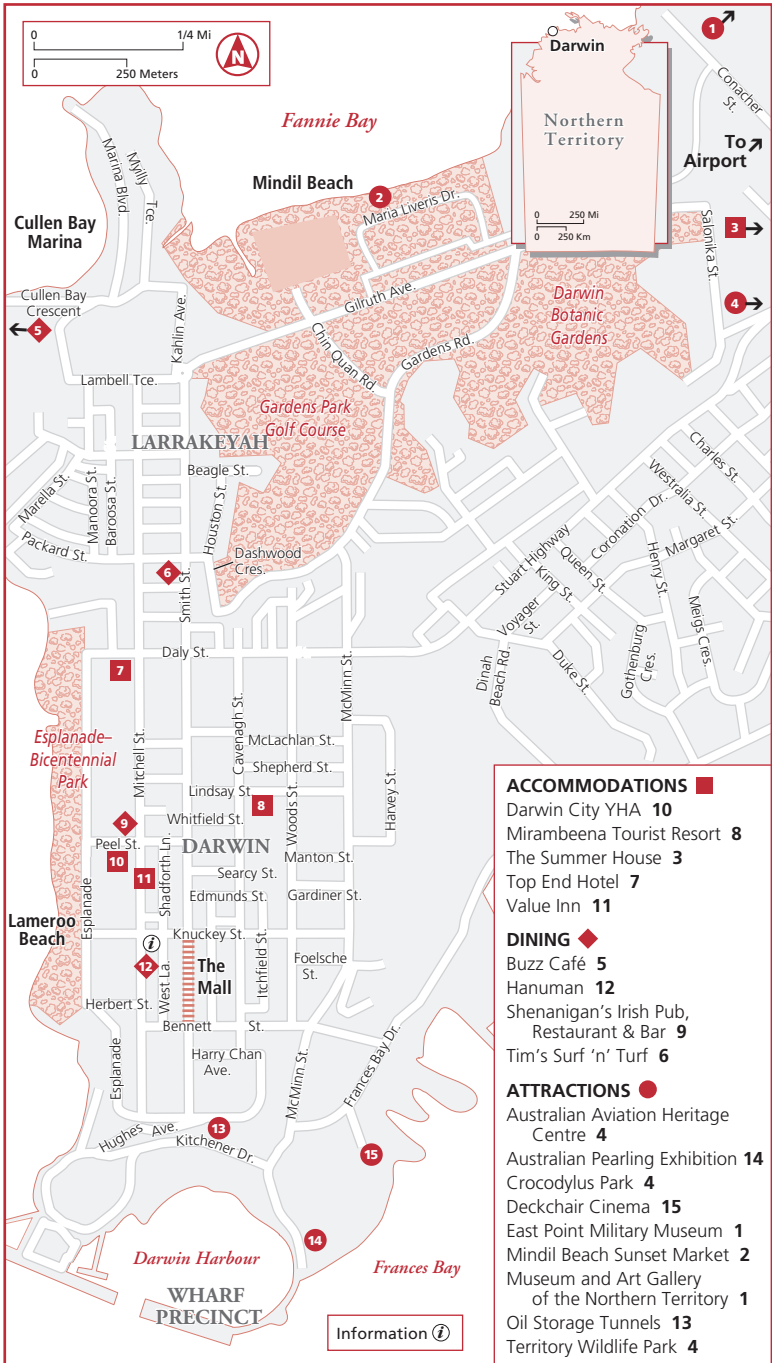 0 1/4 Mi
0 250 Meters
N
Fannie Bay
Darwin
Northern
Territory
0 250 Mi
0 250 Km
1
Conacher
St.
To
Airport
Mindil Beach
2
Maria Liveris Dr.
Marina Blvd.
Myilly
Tce.
Cullen Bay
Marina
Salonika St.
3
4
Cullen Bay
Crescent
5
Kahlin Ave.
Gilruth Ave.
Darwin
Botanic
Gardens
Chin Quan Rd.
Gardens Rd.
Lambell Tce.
Gardens Park
Golf Course
LARRAKEYAH
Beagle St.
Marella St.
Manoora St.
Baroosa St.
Houston St.
Packard St.
Dashwood
Cres.
6
Smith St.
Charles St.
Westralia St.
Coronation Dr.
Margaret St.
Stuart Highway
Queen St.
King St.
Henry St.
Voyager
St.
Meigs Cres.
Gothenburg
Cres.
Duke St.
Dinah
Beach Rd.
Daly St.
7
McMinn St.
Cavenagh St.
Esplanade–
Bicentennial
Park
Mitchell St.
McLachlan St.
Shepherd St.
Lindsay St.
8
Woods St.
Harvey St.
9
Whitfield St.
Peel St.
DARWIN
10
11
Shadforth Ln.
Manton St.
Searcy St.
Edmunds St.
Gardiner St.
Lameroo
Beach
Esplanade
i
Knuckey St.
12
West La.
The
Mall
Itchfield St.
Foelsche
St.
Herbert St.
Bennett St.
Esplanade
Harry Chan
Ave.
McMinn St.
Frances Bay Dr.
Hughes Ave.
13
Kitchener Dr.
15
14
Darwin Harbour
Frances Bay
WHARF
PRECINCT
Information i
ACCOMMODATIONS
Darwin City YHA 10
Mirambeena Tourist Resort 8
The Summer House 3
Top End Hotel 7
Value Inn 11
DINING
Buzz Café 5
Hanuman 12
Shenanigan's Irish Pub,
Restaurant & Bar 9
Tim's Surf 'n' Turf 6
ATTRACTIONS
Australian Aviation Heritage
Centre 4
Australian Pearling Exhibition 14
Crocodylus Park 4
Deckchair Cinema 15
East Point Military Museum 1
Mindil Beach Sunset Market 2
Museum and Art Gallery
of the Northern Territory 1
Oil Storage Tunnels 13
Territory Wildlife Park 4